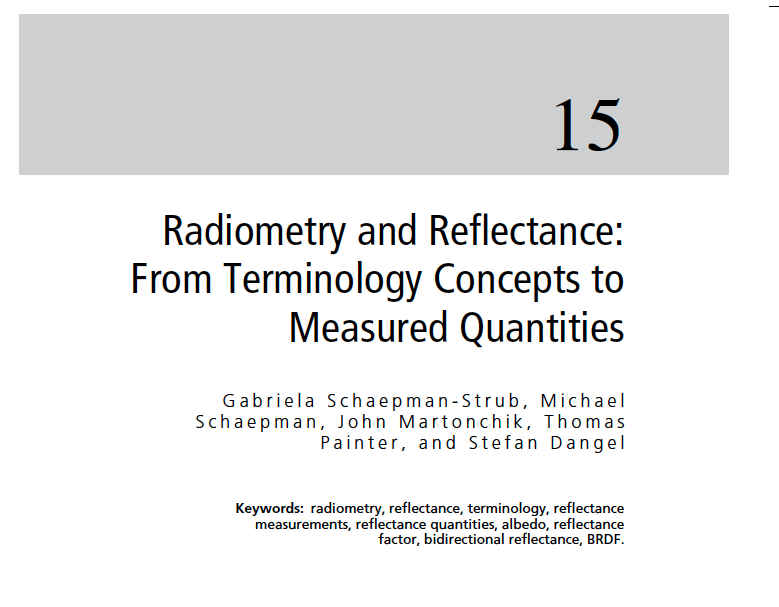 15
Radiometry and Reflectance:
From Terminology Concepts to
Measured Quantities
Gabriela Schaepman-Strub, Michael
Schaepman, John Martonchik, Thomas
Painter, and Stefan Dangel
Keywords: radiometry, reflectance, terminology, reflectance
measurements, reflectance quantities, albedo, reflectance
factor, bidirectional reflectance, BRDF.